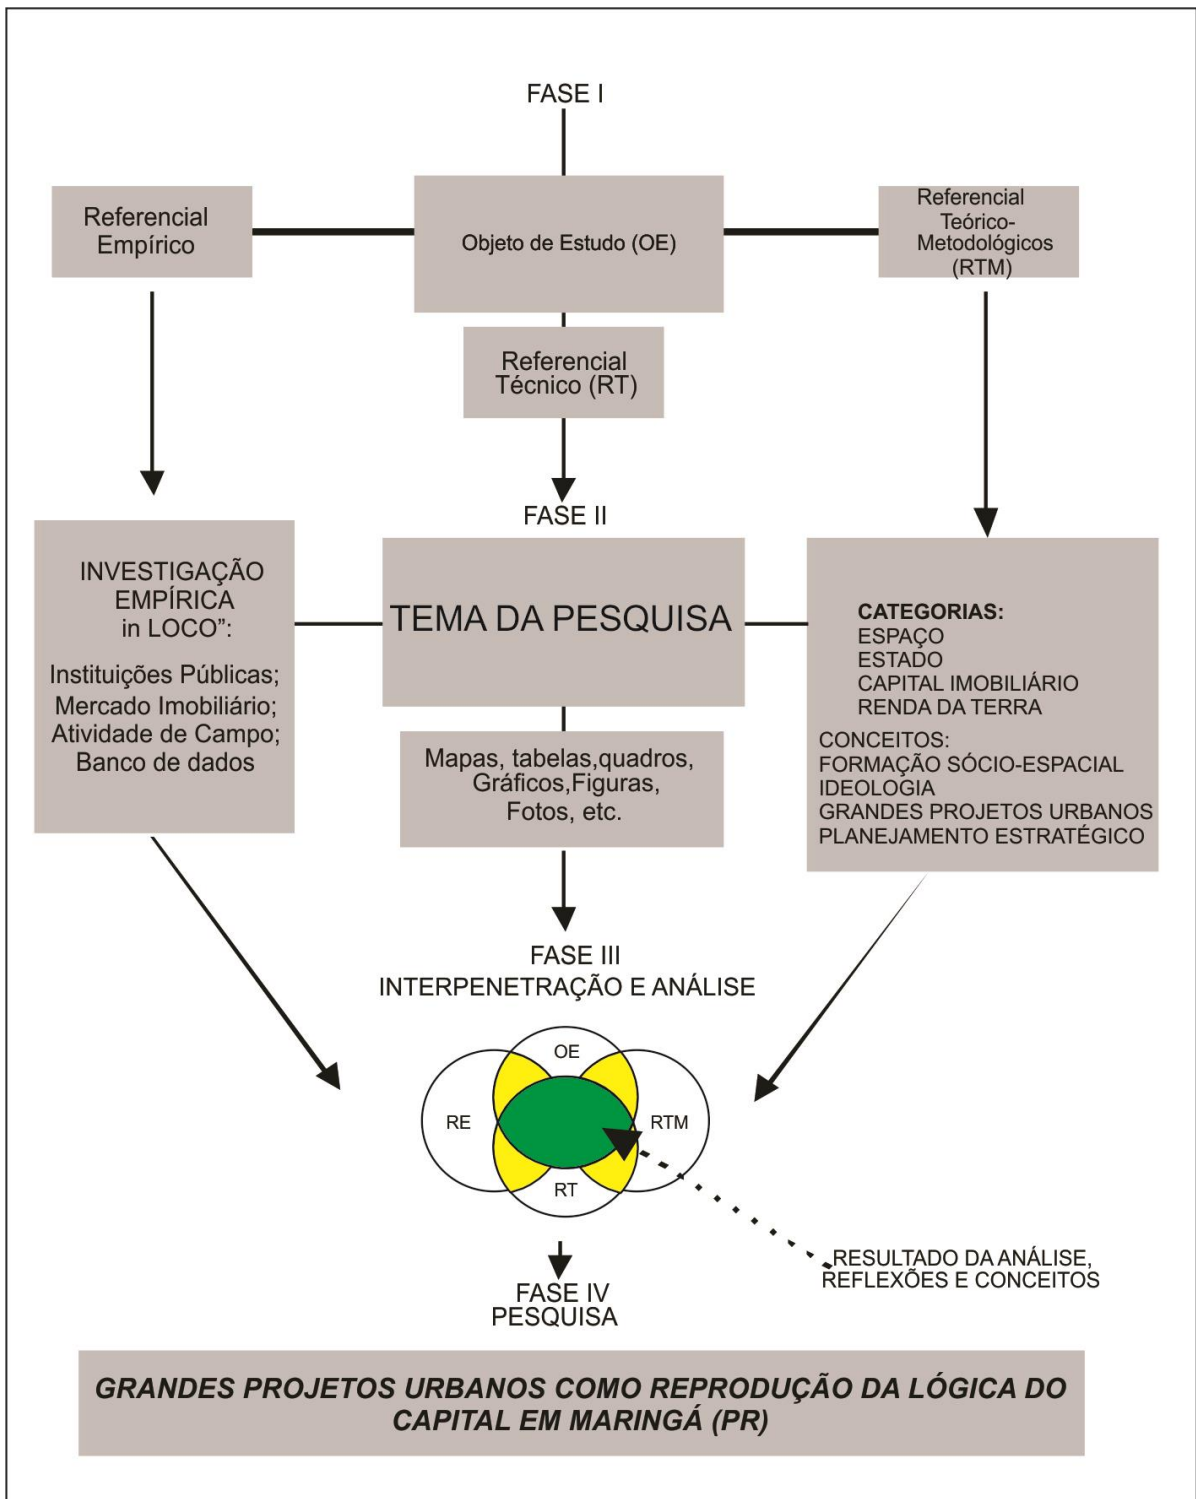 FASE I
Referencial
Empírico
Objeto de Estudo (OE)
Referencial
Teórico-
Metodológicos
(RTM)
Referencial
Técnico (RT)
FASE II
INVESTIGAÇÃO
EMPÍRICA
in LOCO”:
Instituições Públicas;
Mercado Imobiliário;
Atividade de Campo;
Banco de dados
TEMA DA PESQUISA
CATEGORIAS:
ESPAÇO
ESTADO
CAPITAL IMOBILIÁRIO
RENDA DA TERRA
CONCEITOS:
FORMAÇÃO SÓCIO-ESPACIAL
IDEOLOGIA
GRANDES PROJETOS URBANOS
PLANEJAMENTO ESTRATÉGICO
Mapas, tabelas,quadros,
Gráficos,Figuras,
Fotos, etc.
FASE III
INTERPENETRAÇÃO E ANÁLISE
OE
RE
RTM
RT
RESULTADO DA ANÁLISE,
REFLEXÕES E CONCEITOS
FASE IV
PESQUISA
GRANDES PROJETOS URBANOS COMO REPRODUÇÃO DA LÓGICA DO
CAPITAL EM MARINGÁ (PR)